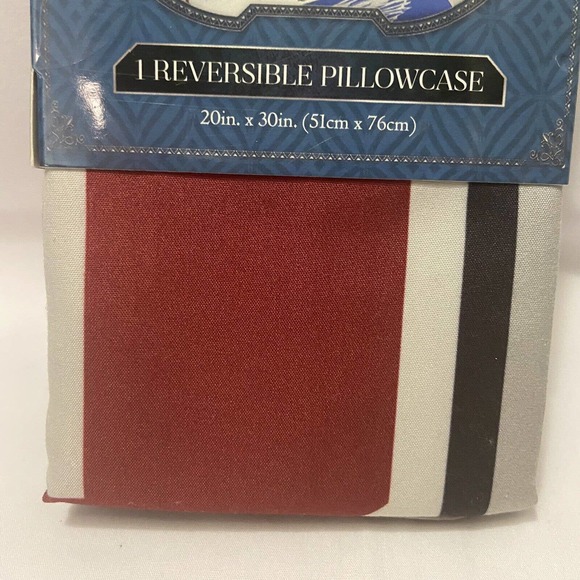 1 REVERSIBLE PILLOWCASE
20in. x 30in. (51cm x 76cm)